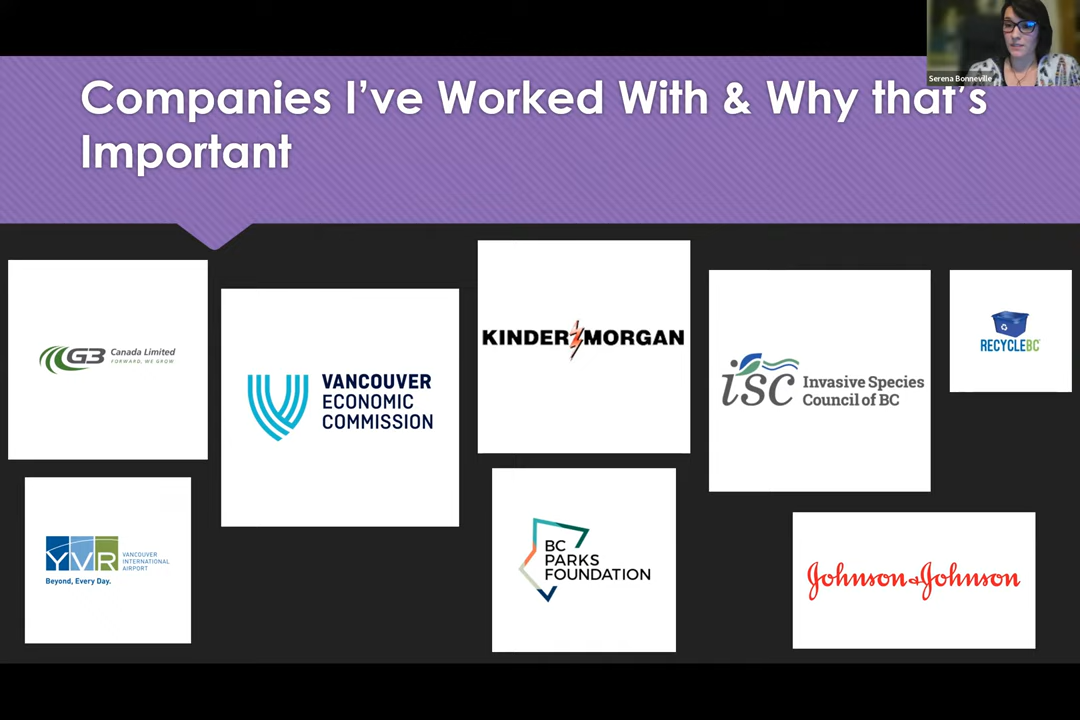 Serena Bonneville
Companies I've Worked With & Why that's
Important
G3 Canada Limited
FORWARD, WE GROW
VANCOUVER
ECONOMIC
COMMISSION
KINDER MORGAN
isc Invasive Species
Council of BC
RECYCLEBC
YVR VANCOUVER
INTERNATIONAL
AIRPORT
Beyond, Every Day.
BC
PARKS
FOUNDATION
Johnson & Johnson